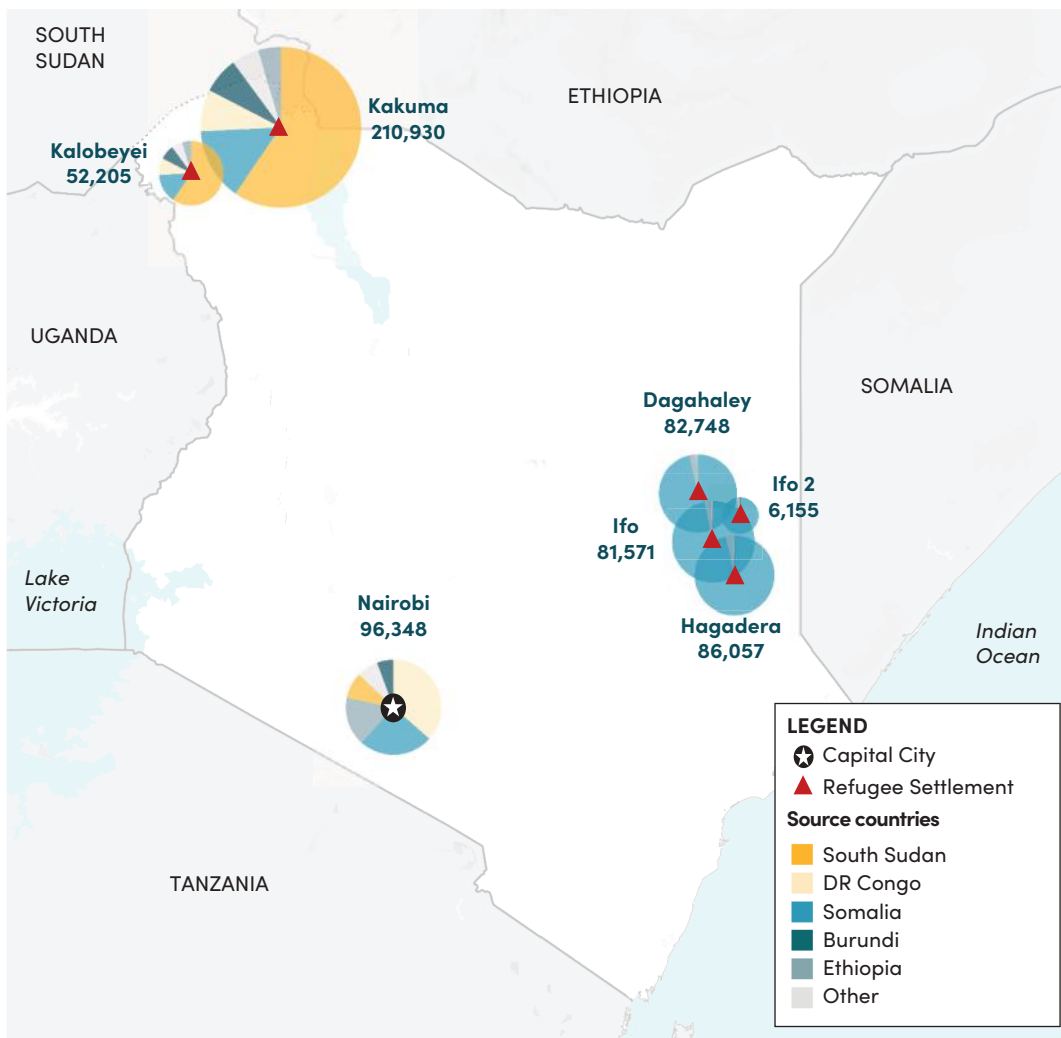 SOUTH
SUDAN
ETHIOPIA
Kakuma
210,930
Kalobeyei
52,205
UGANDA
SOMALIA
Dagahaley
82,748
Ifo 2
6,155
Ifo
81,571
Lake
Victoria
Nairobi
96,348
Hagadera
86,057
Indian
Ocean
TANZANIA
LEGEND
Capital City
Refugee Settlement
Source countries
South Sudan
DR Congo
Somalia
Burundi
Ethiopia
Other